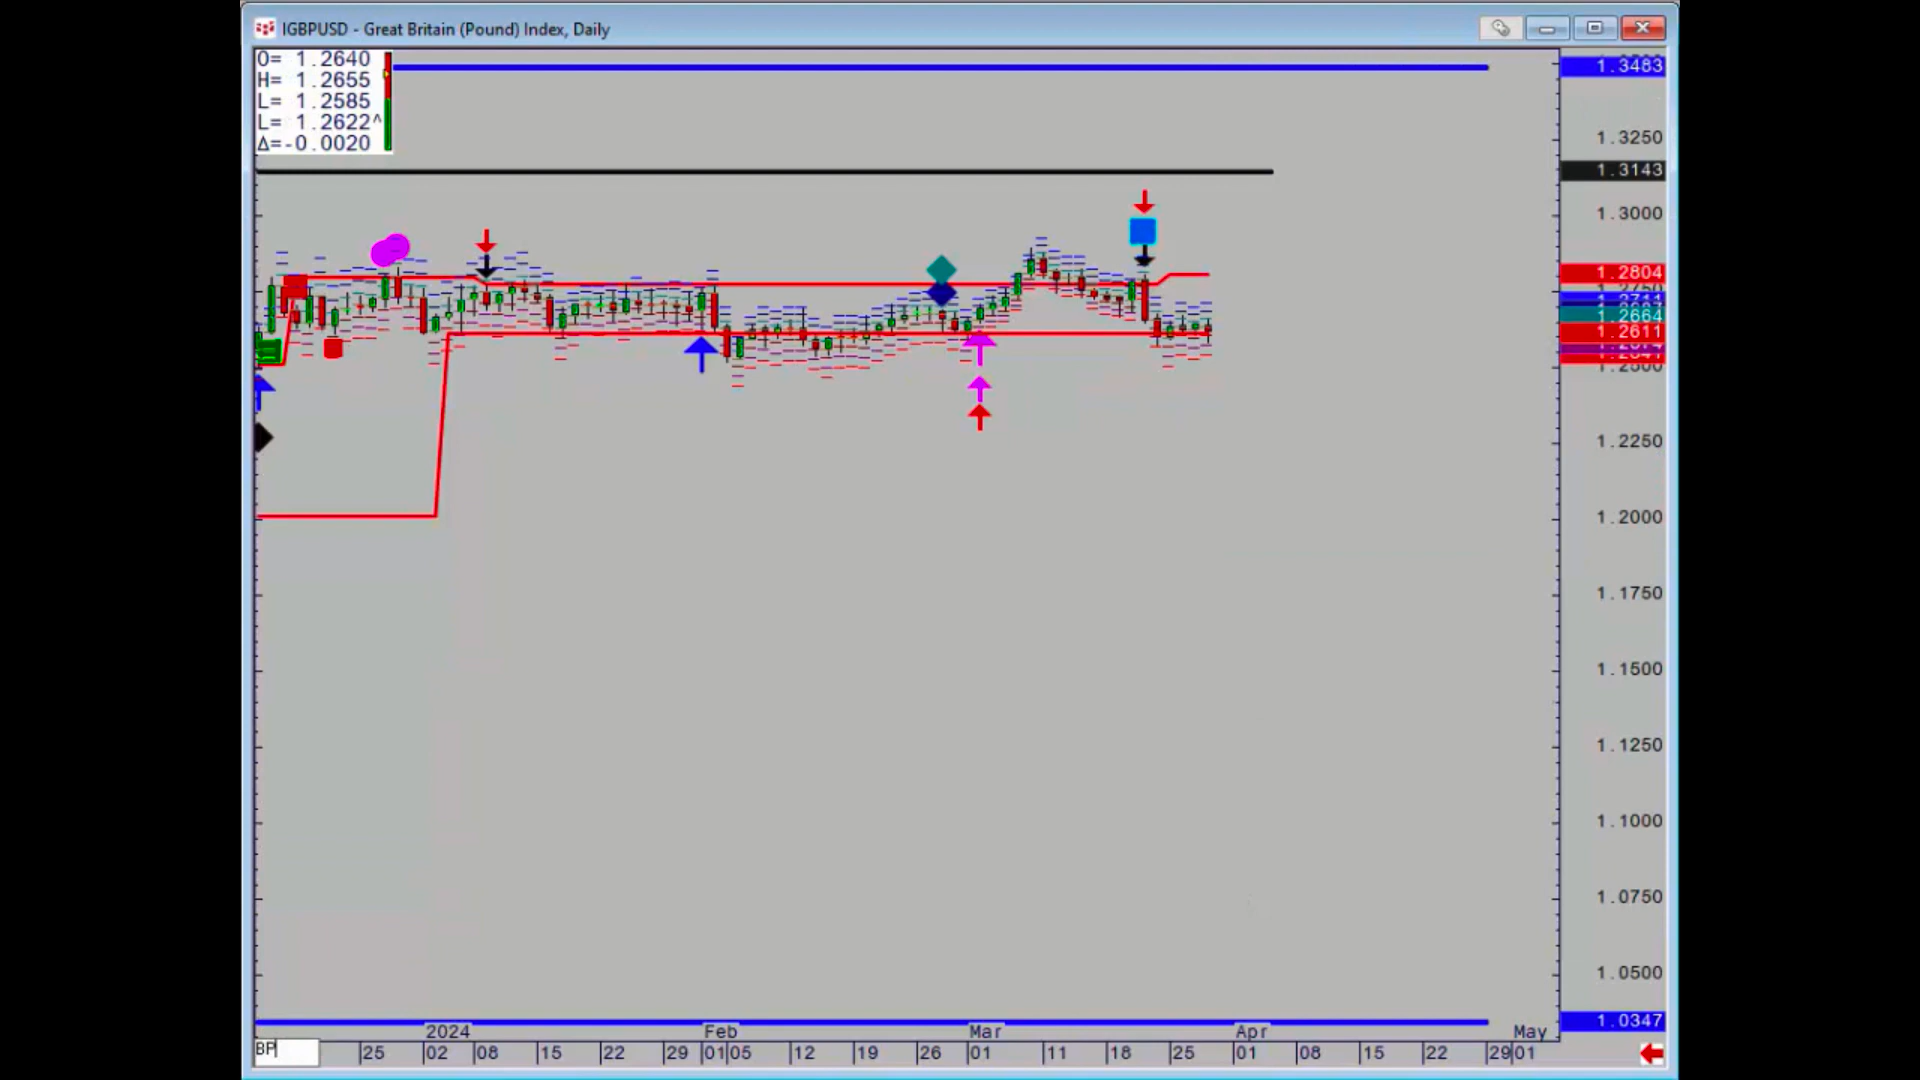 IGBPUSD - Great Britain (Pound) Index, Daily
O= 1.2640
H= 1.2655
L= 1.2585
L= 1.2622^
Δ=-0.0020
1.3483
1.3250
1.3143
1.3000
1.2804
1.2664
1.2611
1.2500
1.2250
1.2000
1.1750
1.1500
1.1250
1.1000
1.0750
1.0500
1.0347
2024 Feb Mar Apr May
BP 25 02 08 15 22 29 01 05 12 19 26 01 11 18 25 01 08 15 22 29 01